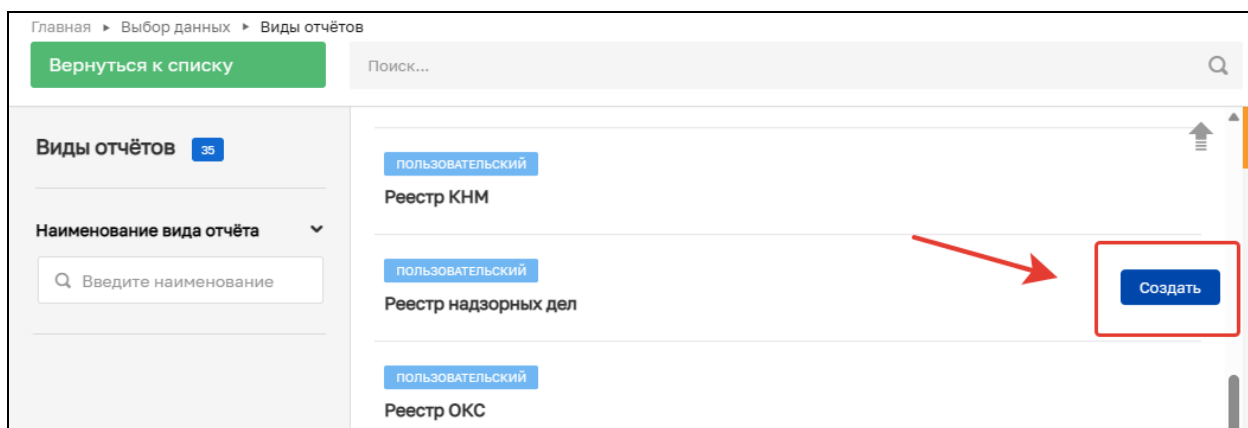 Главная ▸ Выбор данных ▸ Виды отчётов
Вернуться к списку
Поиск...
Виды отчётов 35
Наименование вида отчёта
Введите наименование
ПОЛЬЗОВАТЕЛЬСКИЙ
Реестр КНМ
ПОЛЬЗОВАТЕЛЬСКИЙ
Реестр надзорных дел
Создать
ПОЛЬЗОВАТЕЛЬСКИЙ
Реестр ОКС